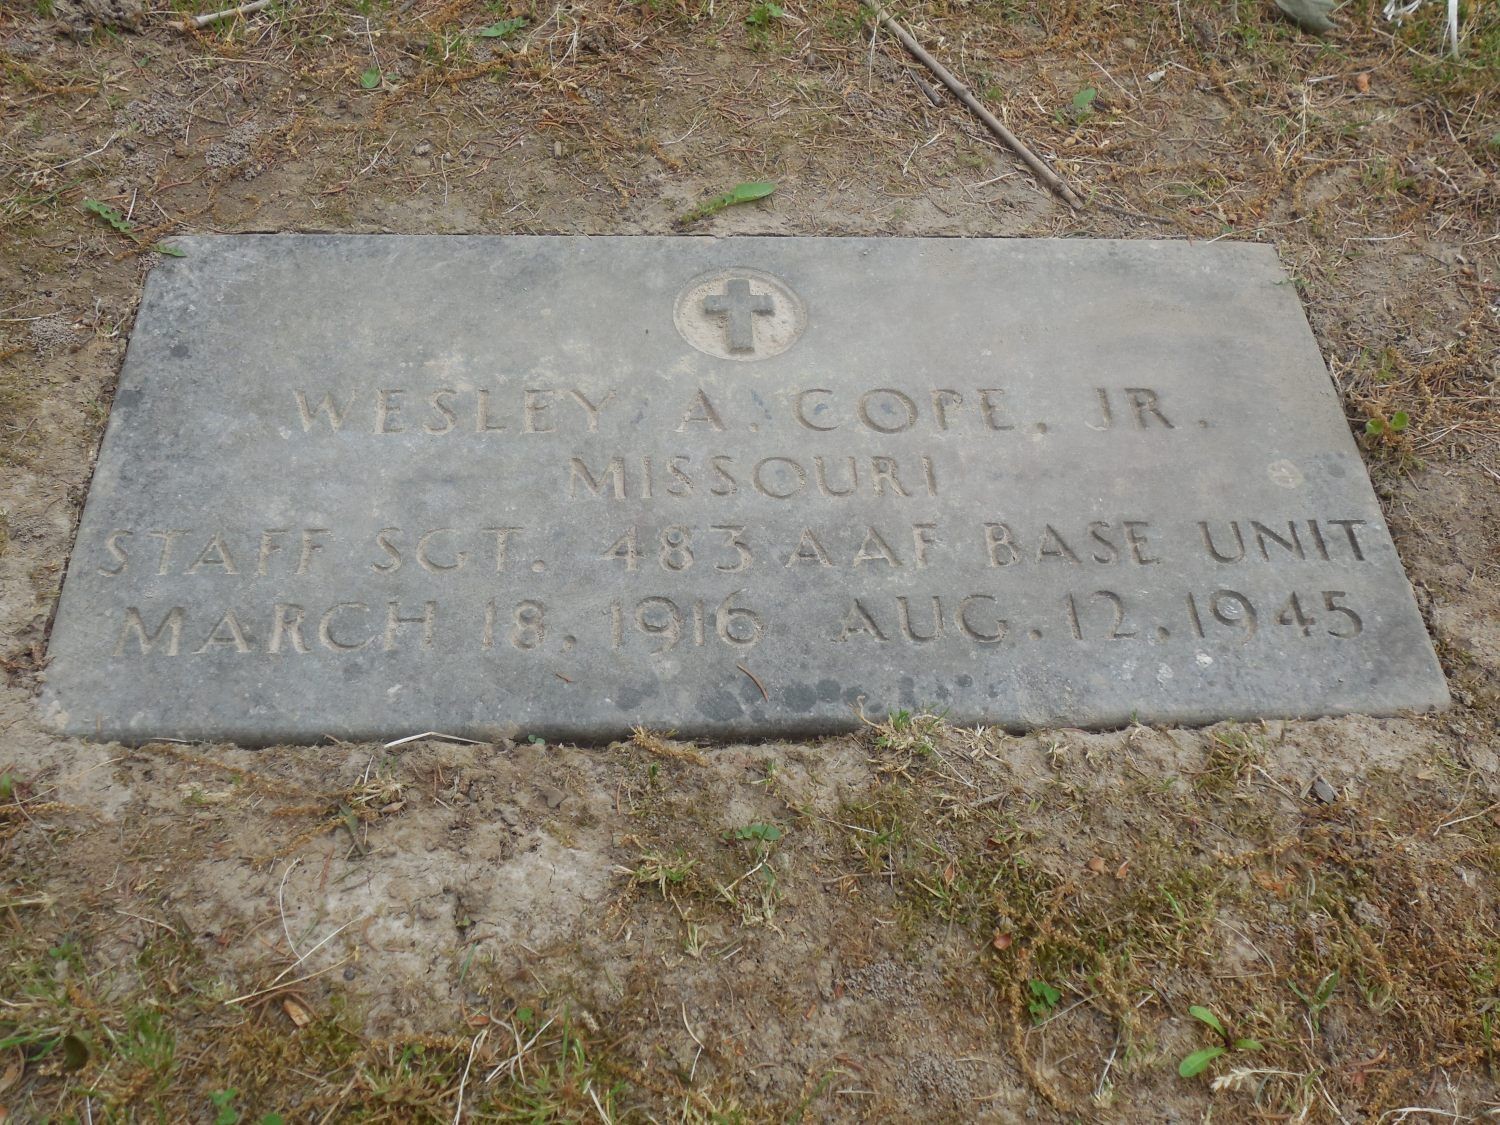 WESLEY A. COPE, JR.
MISSOURI
STAFF SGT. 483 AAF BASE UNIT
MARCH 18. 1916 AUG. 12. 1945